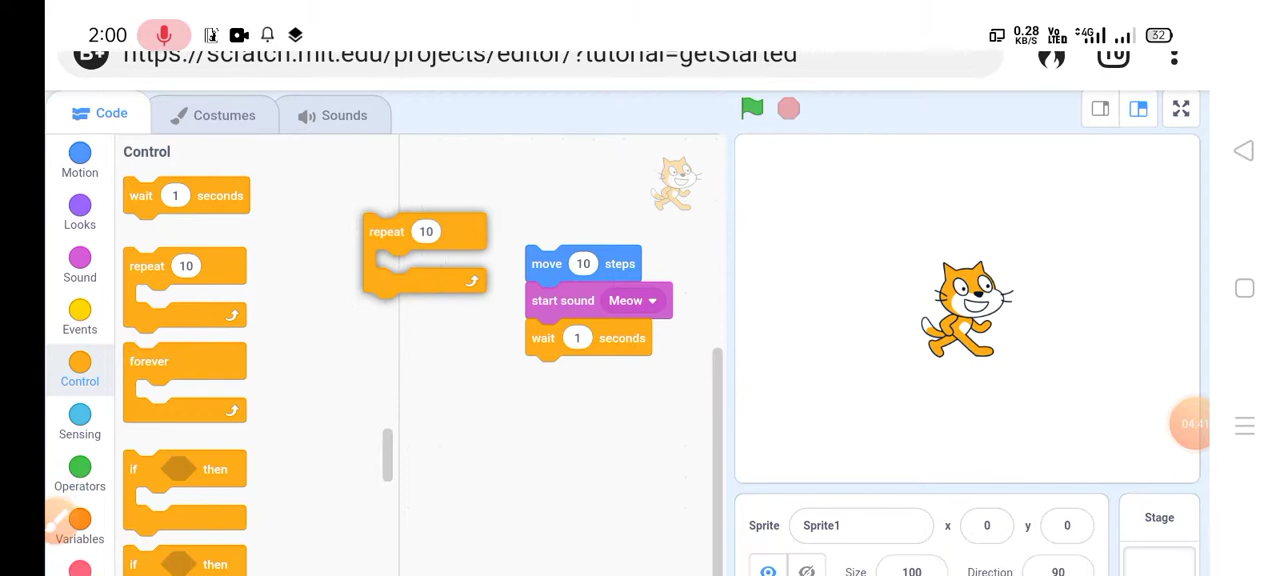 2:00
0.28
KB/S
Vo
LTE
4G
32
https://scratch.mit.edu/projects/editor/?tutorial=getStarted
Code
Costumes
Sounds
Motion
Looks
Sound
Events
Control
Sensing
Operators
Variables
Control
wait 1 seconds
repeat 10
forever
if then
if then
repeat 10
move 10 steps
start sound Meow
wait 1 seconds
04:41
Sprite Sprite1 x 0 y 0
Size 100 Direction 90
Stage